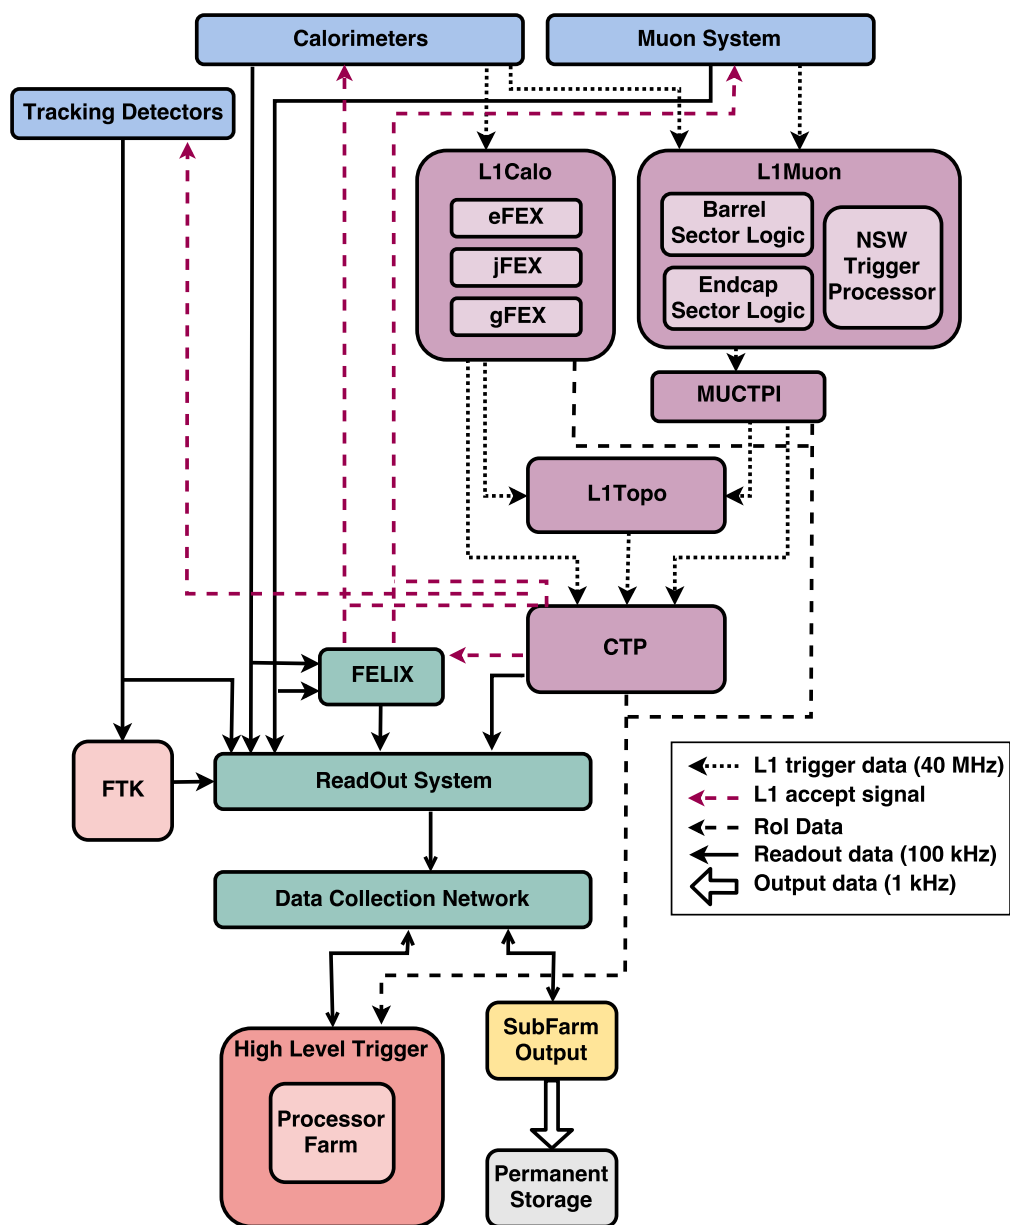 Calorimeters
Muon System
Tracking Detectors
L1Calo
eFEX
jFEX
gFEX
L1Muon
Barrel
Sector Logic
Endcap
Sector Logic
NSW
Trigger
Processor
MUCTPI
L1Topo
CTP
FELIX
FTK
ReadOut System
L1 trigger data (40 MHz)
L1 accept signal
RoI Data
Readout data (100 kHz)
Output data (1 kHz)
Data Collection Network
High Level Trigger
Processor
Farm
SubFarm
Output
Permanent
Storage